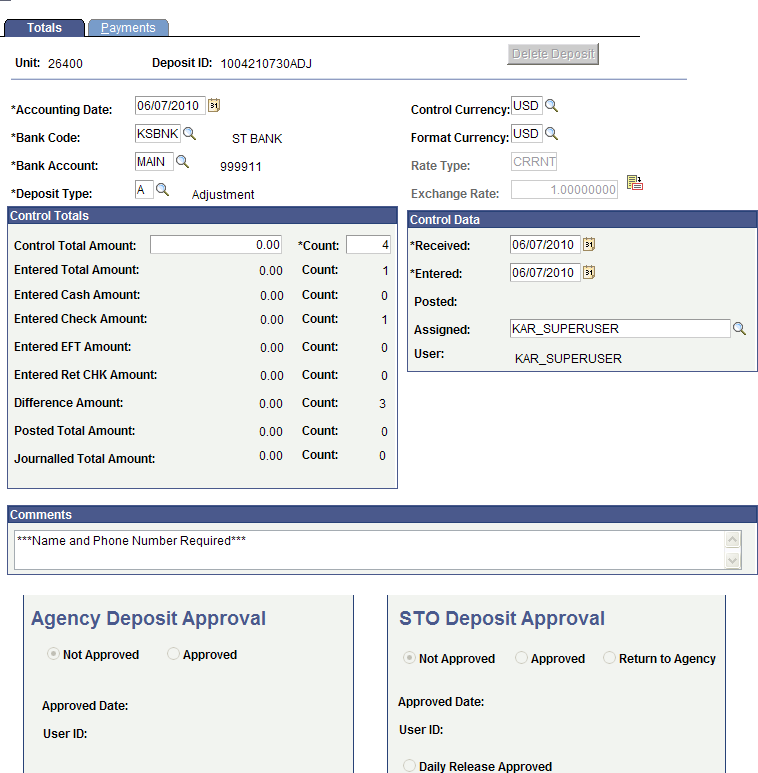 Totals Payments
Unit: 26400 Deposit ID: 1004210730ADJ Delete Deposit
*Accounting Date: 06/07/2010 31 Control Currency: USD
*Bank Code: KSBNK ST BANK Format Currency: USD
*Bank Account: MAIN 999911 Rate Type: CRRNT
*Deposit Type: A Adjustment Exchange Rate: 1.00000000
Control Totals
Control Total Amount: 0.00 *Count: 4
Entered Total Amount: 0.00 Count: 1
Entered Cash Amount: 0.00 Count: 0
Entered Check Amount: 0.00 Count: 1
Entered EFT Amount: 0.00 Count: 0
Entered Ret CHK Amount: 0.00 Count: 0
Difference Amount: 0.00 Count: 3
Posted Total Amount: 0.00 Count: 0
Journalled Total Amount: 0.00 Count: 0
Control Data
*Received: 06/07/2010 31
*Entered: 06/07/2010 31
Posted:
Assigned: KAR_SUPERUSER
User: KAR_SUPERUSER
Comments
***Name and Phone Number Required***
Agency Deposit Approval
Not Approved Approved
Approved Date:
User ID:
STO Deposit Approval
Not Approved Approved Return to Agency
Approved Date:
User ID:
Daily Release Approved